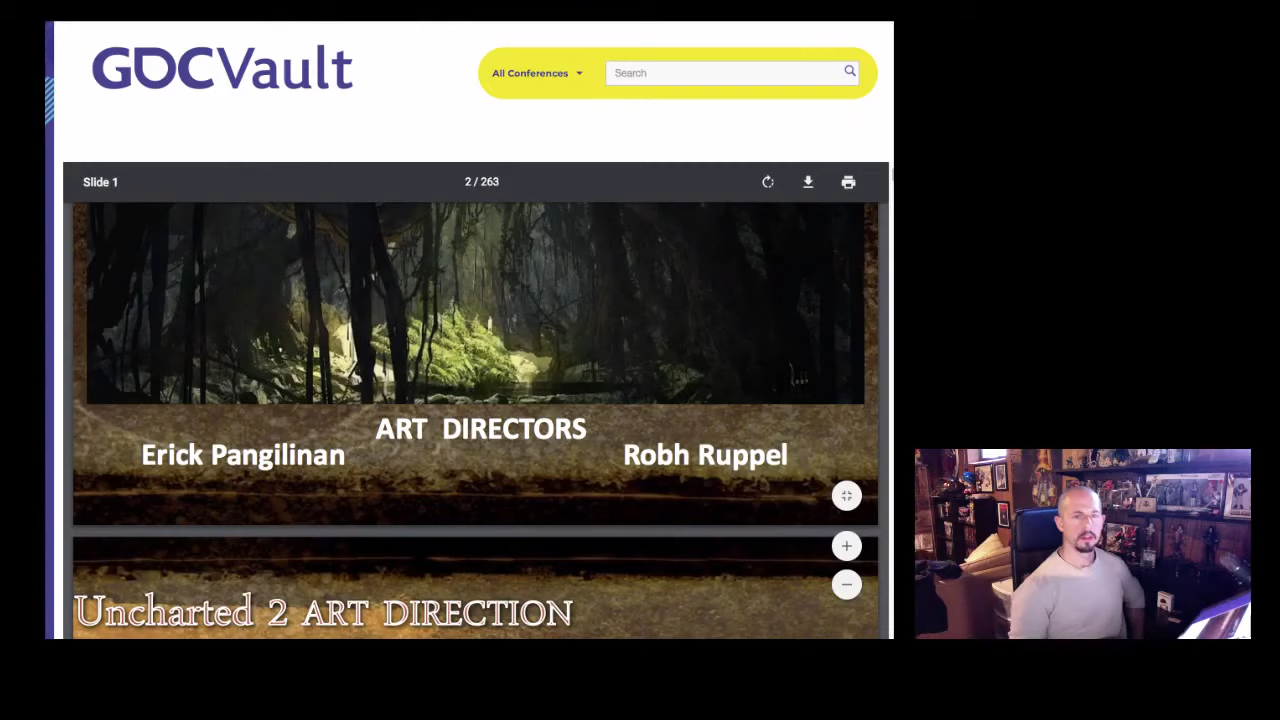 GDCVault
All Conferences
Search
Slide 1
2 / 263
ART DIRECTORS
Erick Pangilinan
Robh Ruppel
Uncharted 2 ART DIRECTION